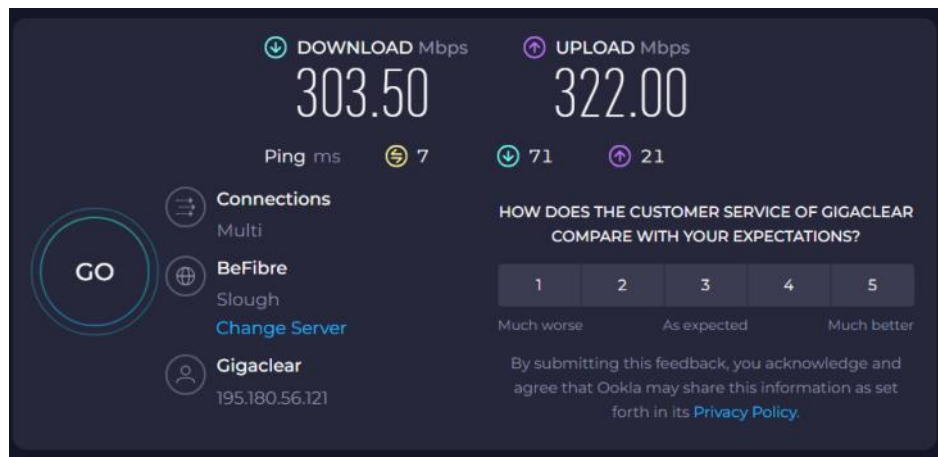 DOWNLOAD Mbps
303.50
UPLOAD Mbps
322.00
Ping ms 7 71 21
GO
Connections
Multi
BeFibre
Slough
Change Server
Gigaclear
195.180.56.121
HOW DOES THE CUSTOMER SERVICE OF GIGACLEAR
COMPARE WITH YOUR EXPECTATIONS?
1 2 3 4 5
Much worse As expected Much better
By submitting this feedback, you acknowledge and
agree that Ookla may share this information as set
forth in its Privacy Policy.